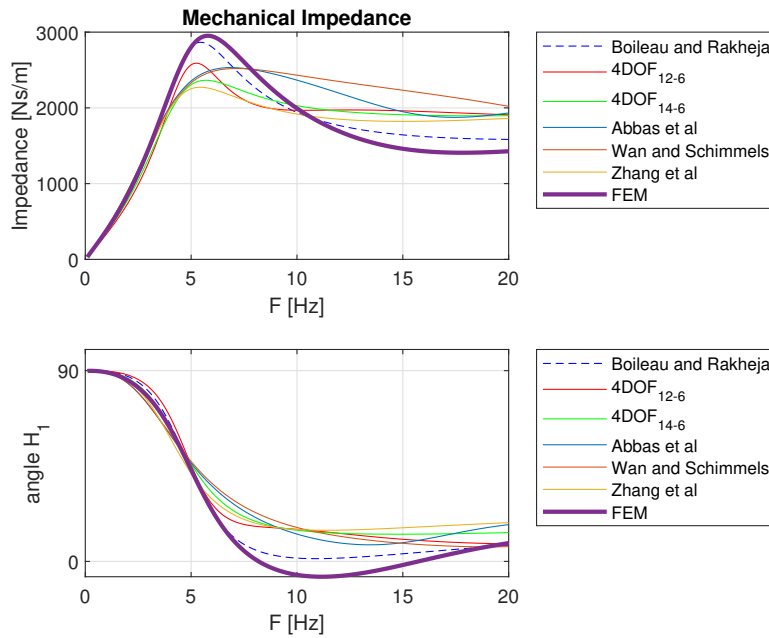 Mechanical Impedance
Impedance [Ns/m]
3000
2000
1000
0
0
5
10
15
20
F [Hz]
Boileau and Rakheja
4DOF12-6
4DOF14-6
Abbas et al
Wan and Schimmels
Zhang et al
FEM
angle H1
90
0
0
5
10
15
20
F [Hz]
Boileau and Rakheja
4DOF12-6
4DOF14-6
Abbas et al
Wan and Schimmels
Zhang et al
FEM